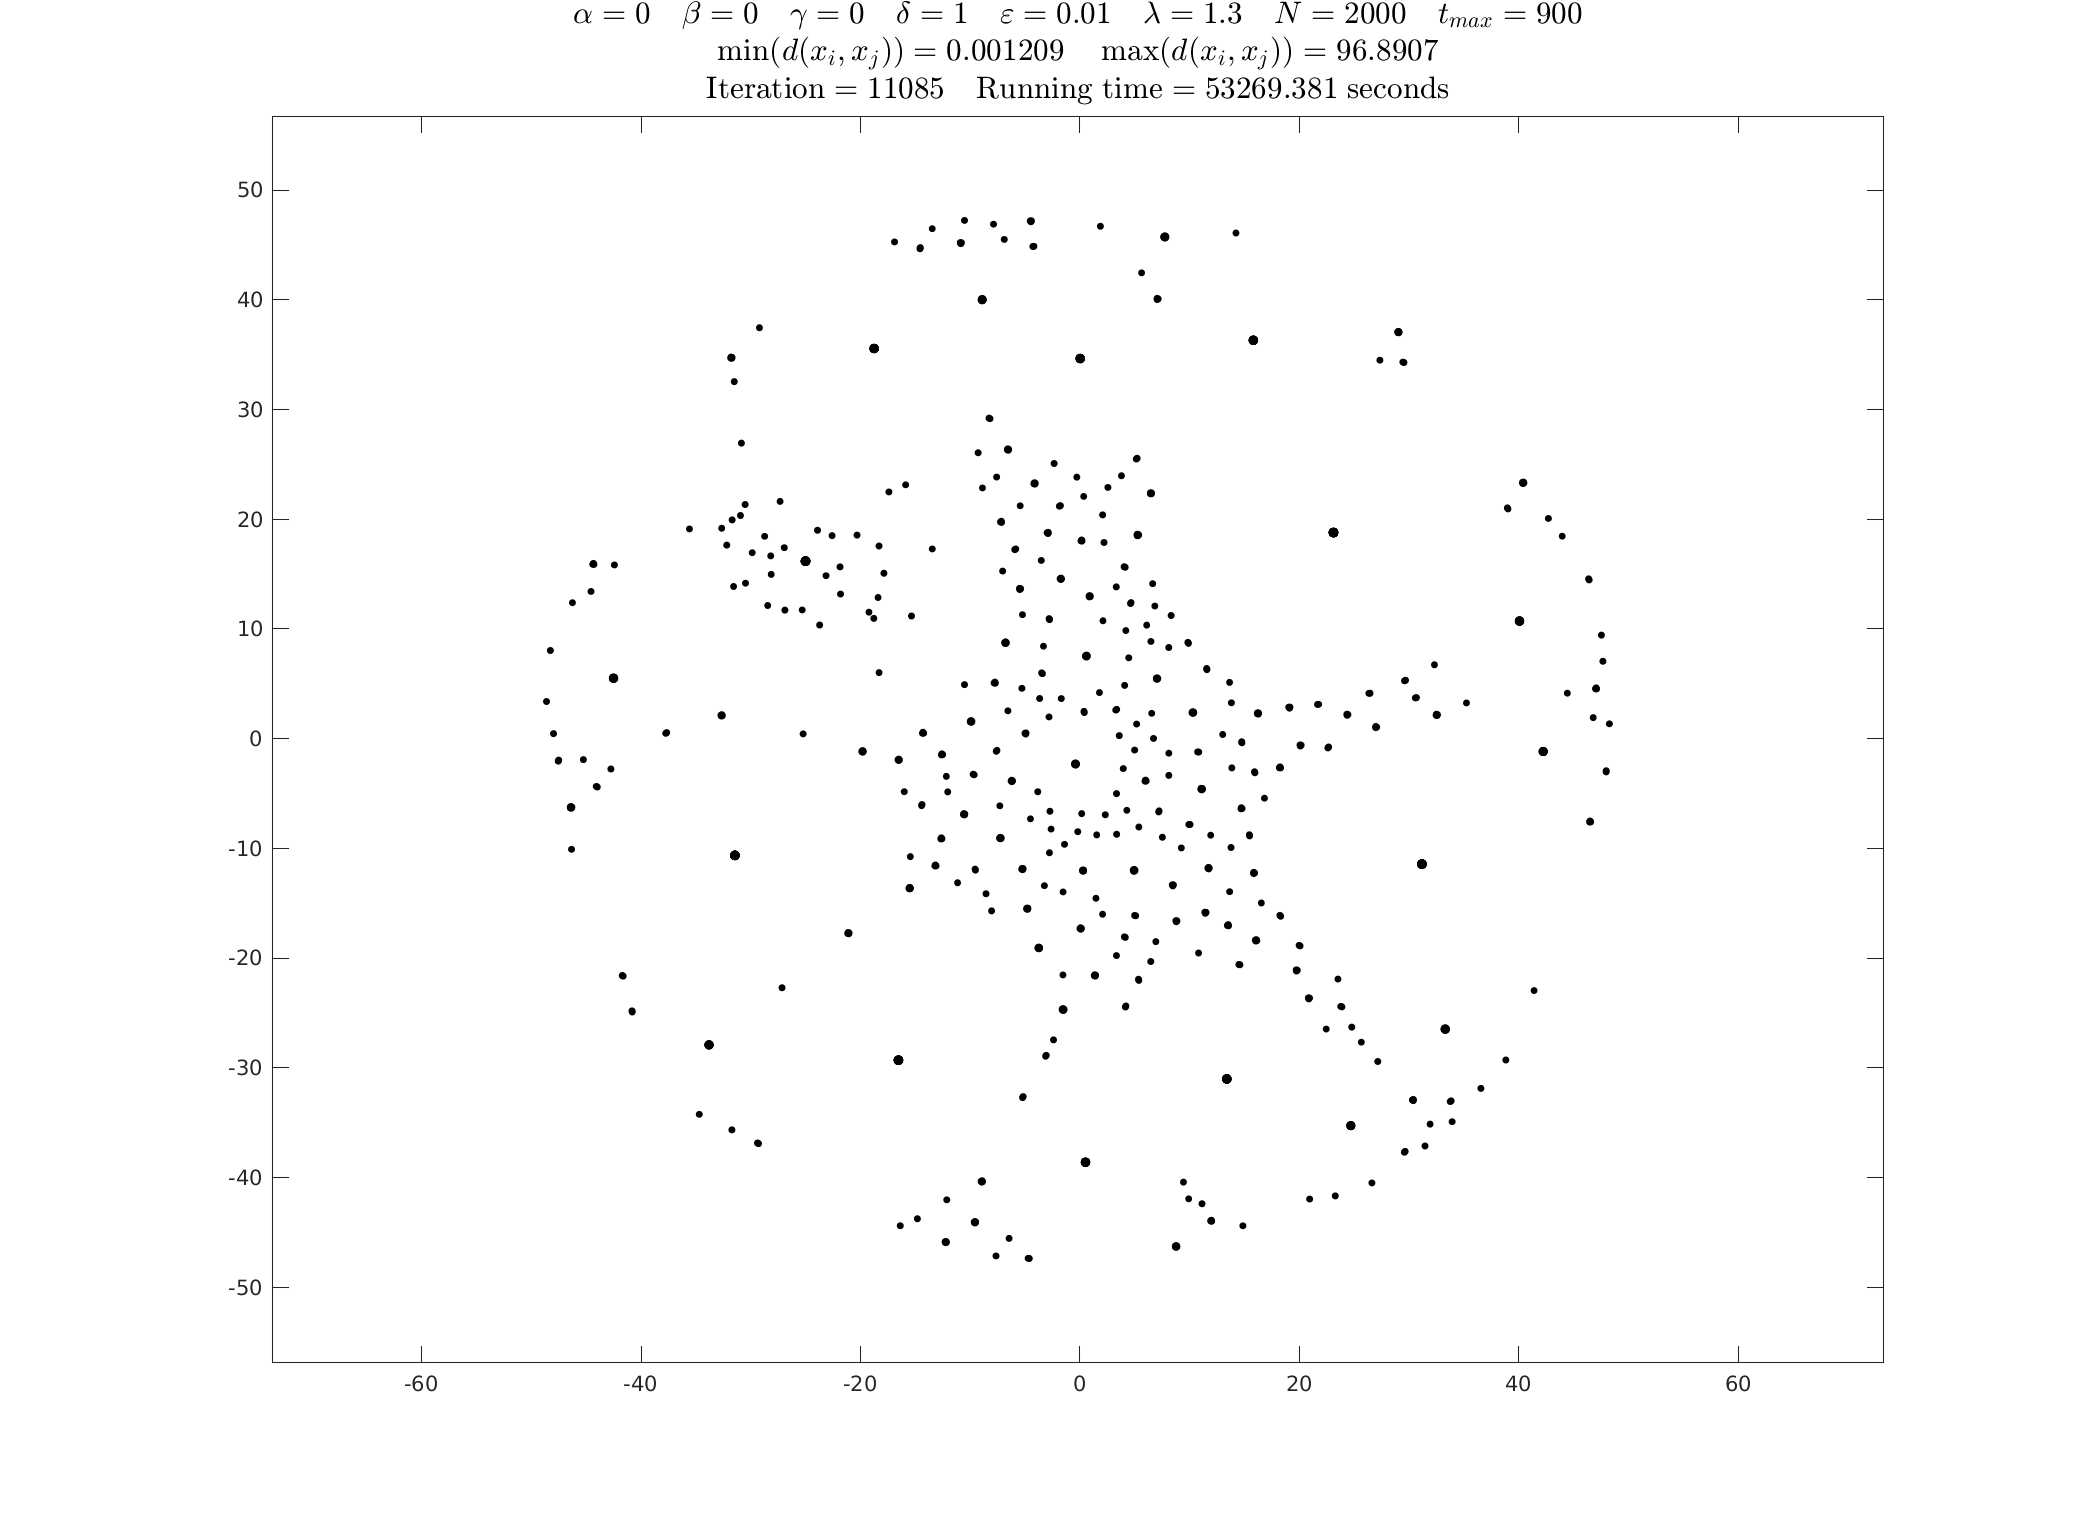 α = 0 β = 0 γ = 0 δ = 1 ε = 0.01 λ = 1.3 N = 2000 t_max = 900
min(d(x_i, x_j)) = 0.001209 max(d(x_i, x_j)) = 96.8907
Iteration = 11085 Running time = 53269.381 seconds
50
40
30
20
10
0
-10
-20
-30
-40
-50
-60 -40 -20 0 20 40 60